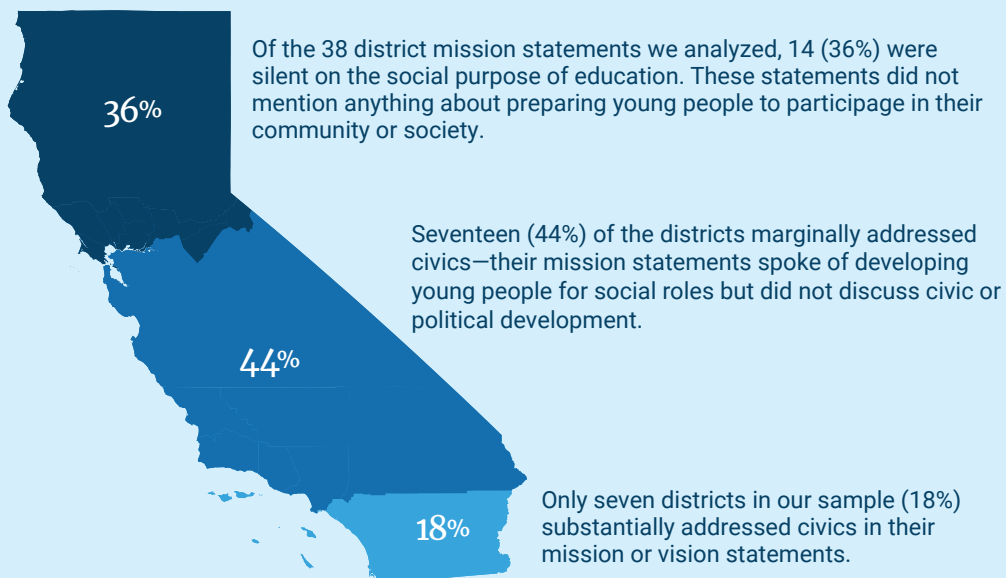 Of the 38 district mission statements we analyzed, 14 (36%) were
silent on the social purpose of education. These statements did not
mention anything about preparing young people to participage in their
community or society.
36%
Seventeen (44%) of the districts marginally addressed
civics—their mission statements spoke of developing
young people for social roles but did not discuss civic or
political development.
44%
Only seven districts in our sample (18%)
substantially addressed civics in their
mission or vision statements.
18%